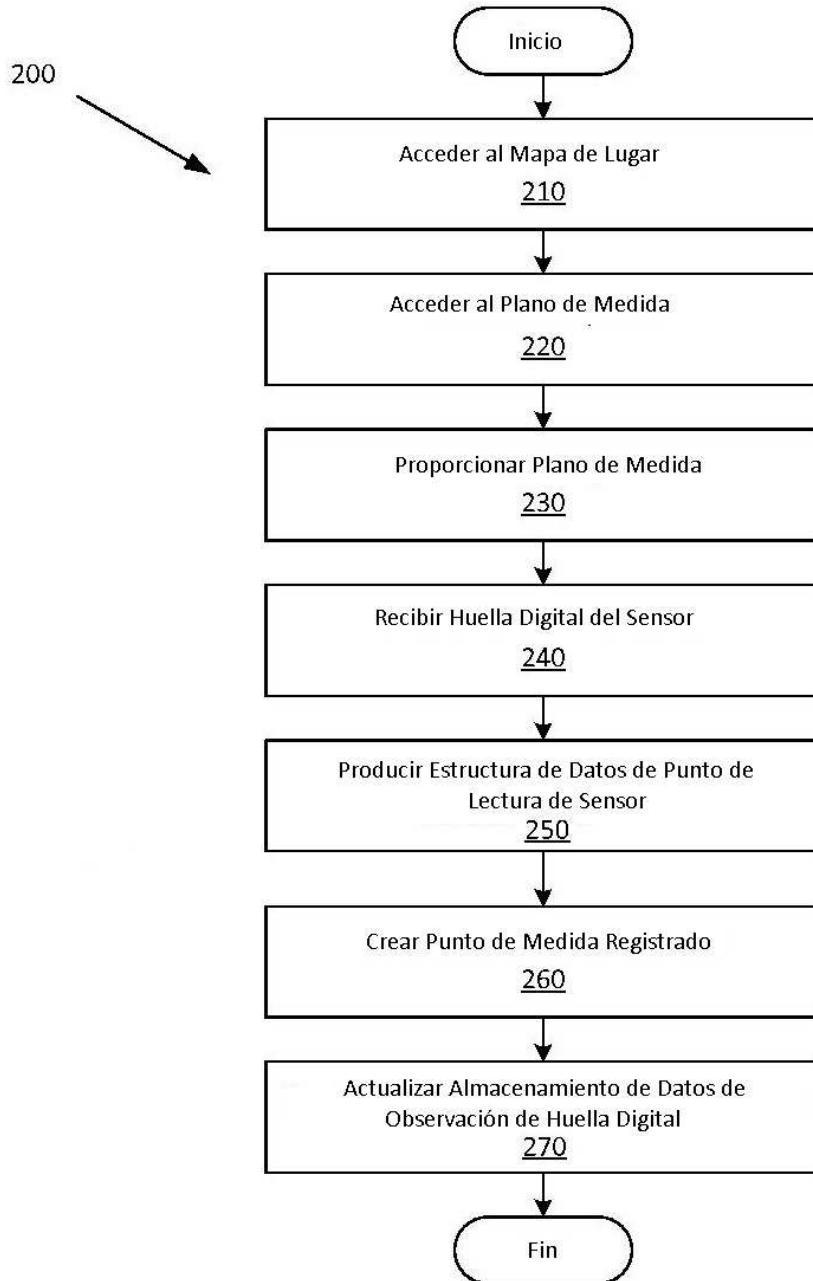 Inicio
200
Acceder al Mapa de Lugar
210
Acceder al Plano de Medida
220
Proporcionar Plano de Medida
230
Recibir Huella Digital del Sensor
240
Producir Estructura de Datos de Punto de
Lectura de Sensor
250
Crear Punto de Medida Registrado
260
Actualizar Almacenamiento de Datos de
Observación de Huella Digital
270
Fin